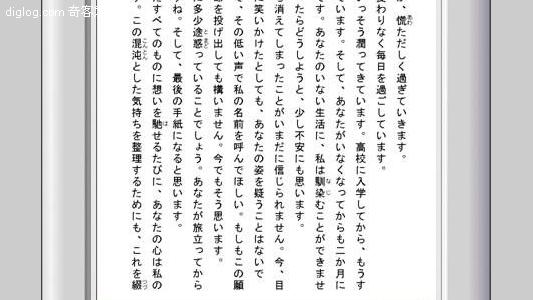 diglog.com 奇客
、慌ただしく過ぎていきます。
変わりなく毎日を過ごしています。
いっそう潤ってきています。高校に入学してから、もうす
ています。そして、あなたがいなくなってからも二か月に
ます。あなたのいない生活に、私は馴染むことができませ
ったらどうしようと、少し不安にも思います。
消えてしまったことがいまだに信じられません。今、目
に笑いかけたとしても、あなたの姿を疑うことはないで
て、その低い声で私の名前を呼んでほしい。もしもこの願
を投げ出しても構いません。今でもそう思います。
に多少途惑っていることでしょう。あなたが旅立ってから
ね。そして、最後の手紙になると思います。
たすべてのものに想いを馳せるたびに、あなたの心は私の
す。この混沌とした気持ちを整理するためにも、これを綴